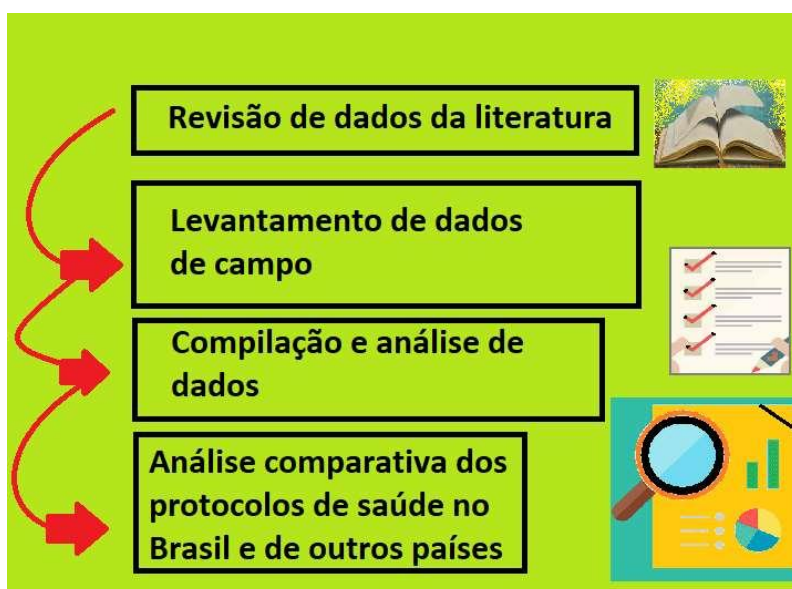 Revisão de dados da literatura
Levantamento de dados
de campo
Compilação e análise de
dados
Análise comparativa dos
protocolos de saúde no
Brasil e de outros países